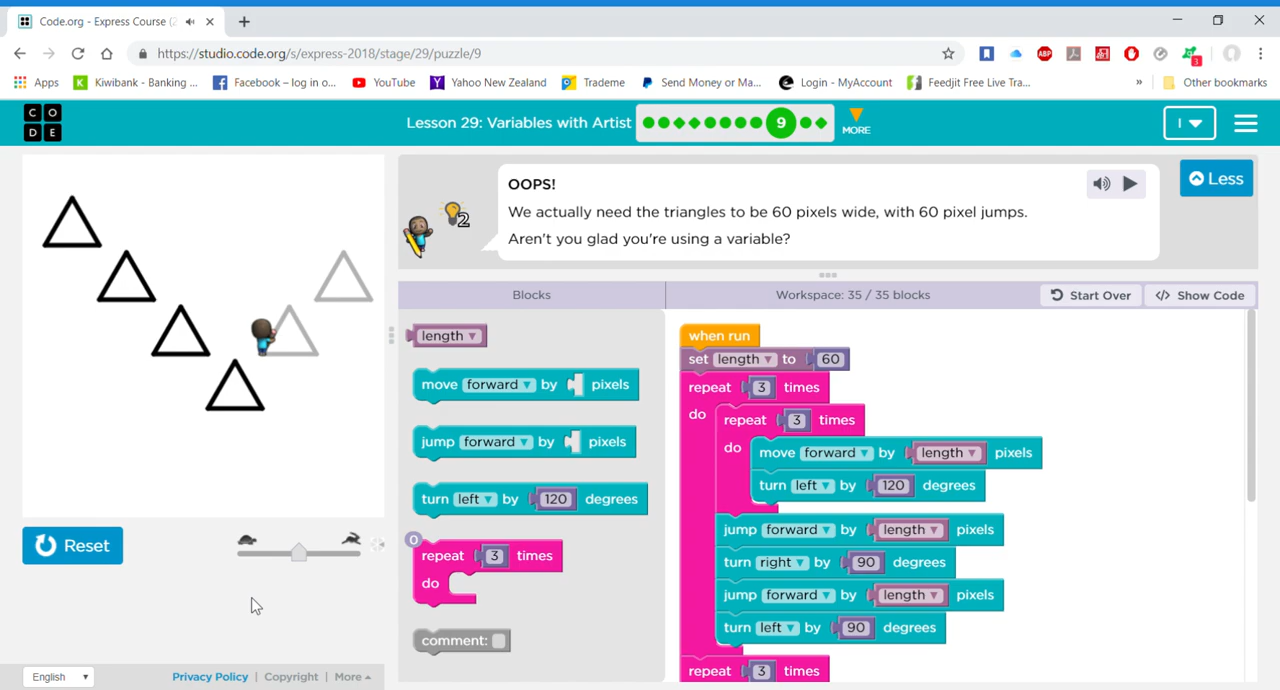 Code.org - Express Course (2
https://studio.code.org/s/express-2018/stage/29/puzzle/9
ABP
3
Apps
Kiwibank - Banking ...
Facebook – log in o...
YouTube
Yahoo New Zealand
Trademe
Send Money or Ma...
Login - MyAccount
Feedjit Free Live Tra...
»
Other bookmarks
C O
D E
Lesson 29: Variables with Artist
9
MORE
I
OOPS!
We actually need the triangles to be 60 pixels wide, with 60 pixel jumps.
Aren't you glad you're using a variable?
2
Less
Blocks
Workspace: 35 / 35 blocks
Start Over
</> Show Code
length
move forward by pixels
jump forward by pixels
turn left by 120 degrees
0
repeat 3 times
do
comment:
when run
set length to 60
repeat 3 times
do
repeat 3 times
do
move forward by length pixels
turn left by 120 degrees
jump forward by length pixels
turn right by 90 degrees
jump forward by length pixels
turn left by 90 degrees
repeat 3 times
Reset
English
Privacy Policy | Copyright | More